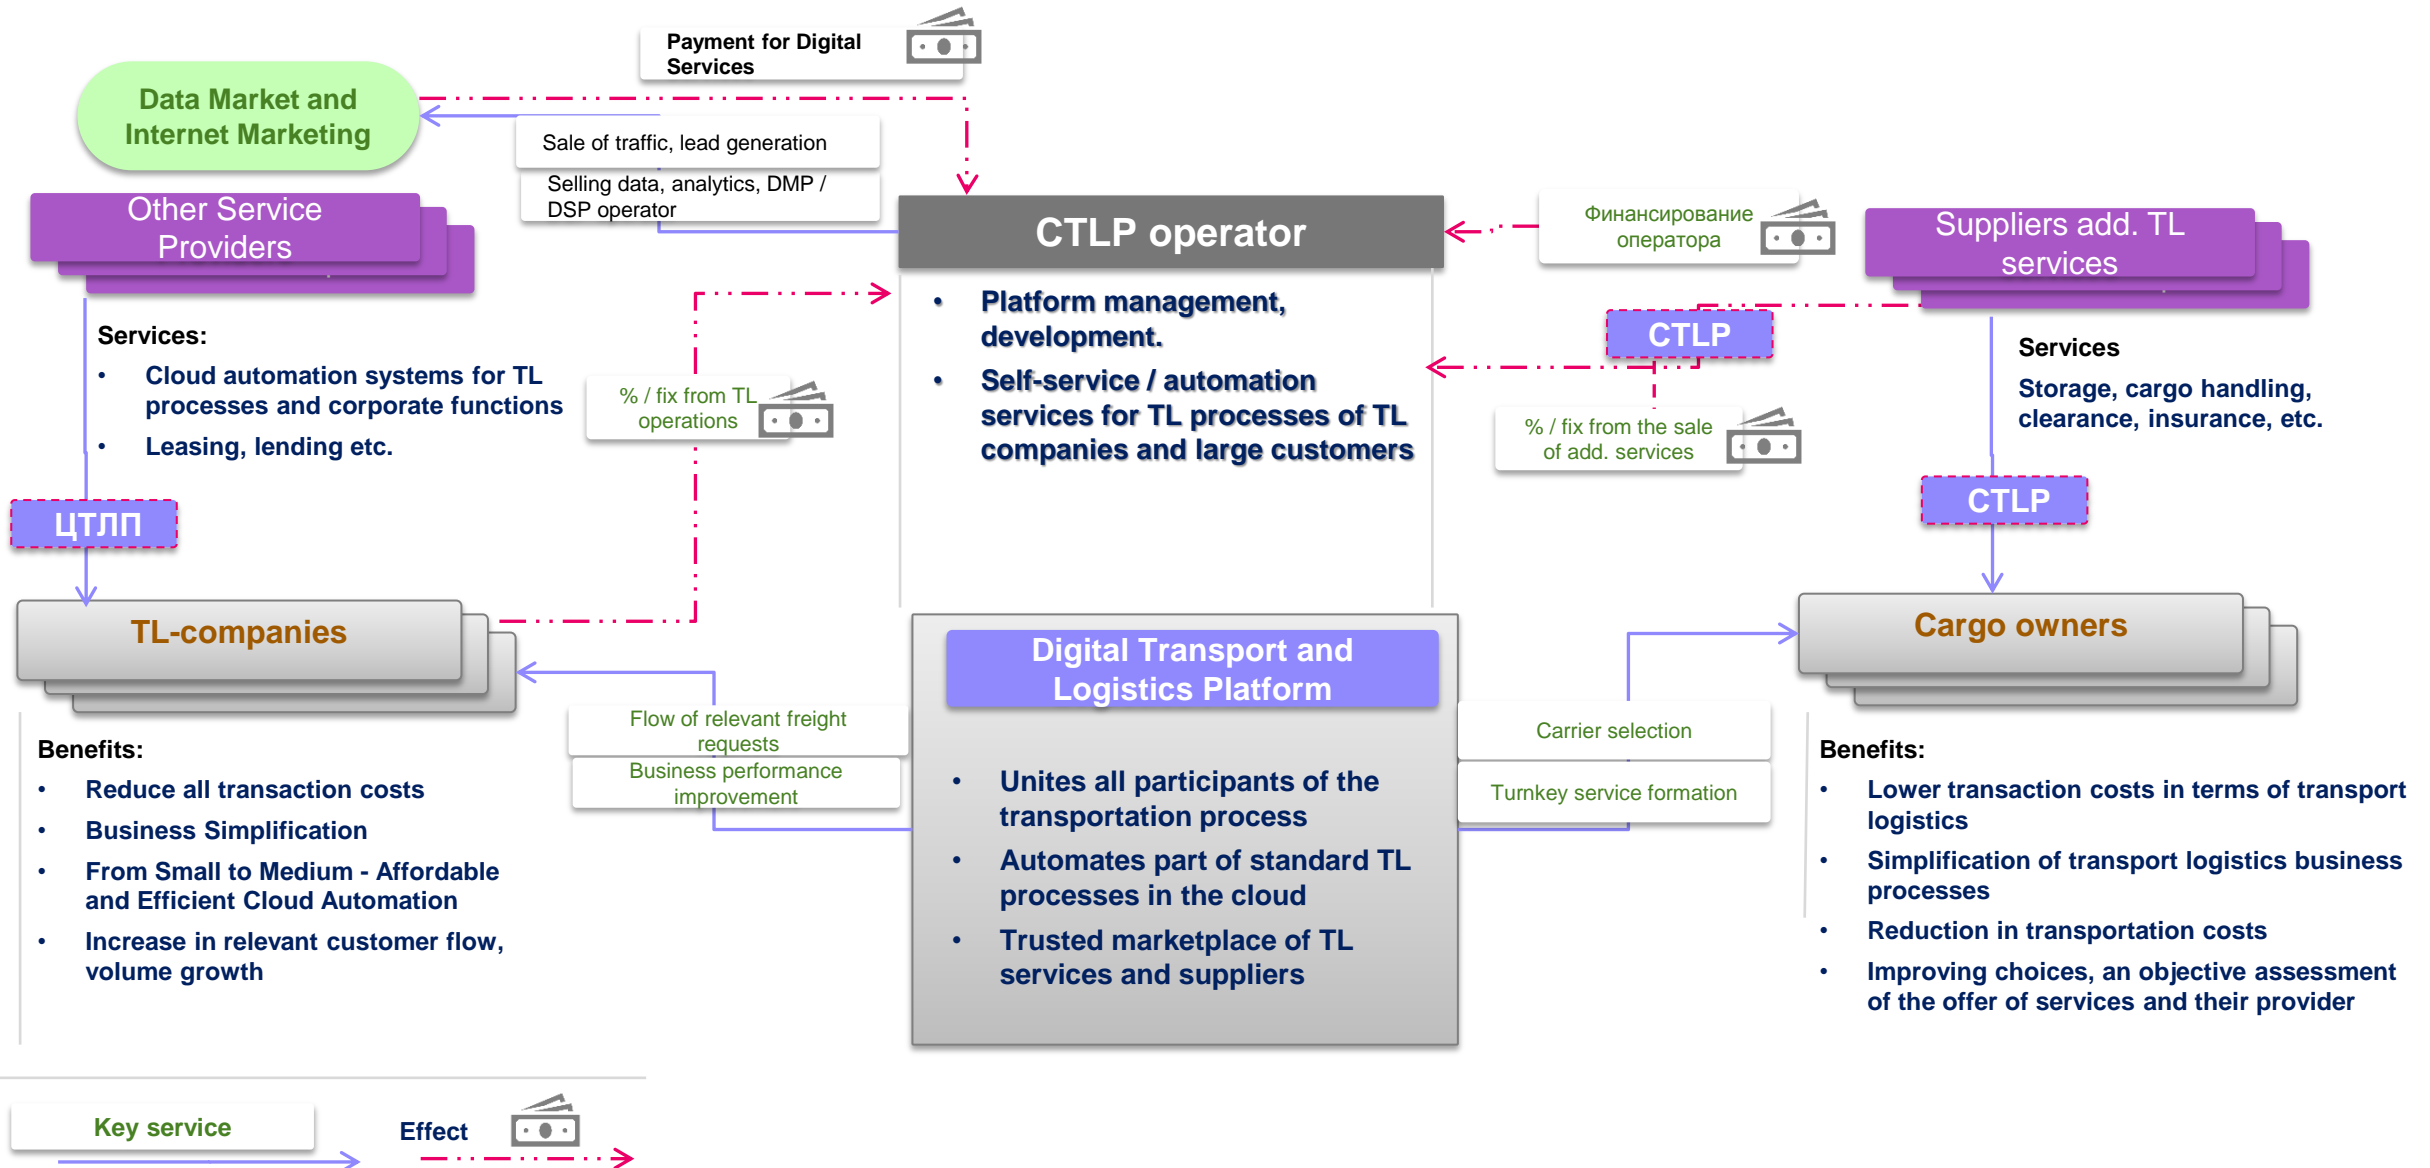 Payment for Digital
Services
Data Market and
Internet Marketing
Sale of traffic, lead generation
Selling data, analytics, DMP /
DSP operator
Other Service
Providers
CTLP operator
Финансирование
оператора
Suppliers add. TL
services
• Platform management,
development.
• Self-service / automation
services for TL processes of TL
companies and large customers
CTLP
Services:
• Cloud automation systems for TL
processes and corporate functions
• Leasing, lending etc.
% / fix from TL
operations
% / fix from the sale
of add. services
Services
Storage, cargo handling,
clearance, insurance, etc.
ЦТЛП
CTLP
TL-companies
Digital Transport and
Logistics Platform
Cargo owners
Flow of relevant freight
requests
Business performance
improvement
Carrier selection
Turnkey service formation
Benefits:
• Reduce all transaction costs
• Business Simplification
• From Small to Medium - Affordable
and Efficient Cloud Automation
• Increase in relevant customer flow,
volume growth
• Unites all participants of the
transportation process
• Automates part of standard TL
processes in the cloud
• Trusted marketplace of TL
services and suppliers
Benefits:
• Lower transaction costs in terms of transport
logistics
• Simplification of transport logistics business
processes
• Reduction in transportation costs
• Improving choices, an objective assessment
of the offer of services and their provider
Key service
Effect